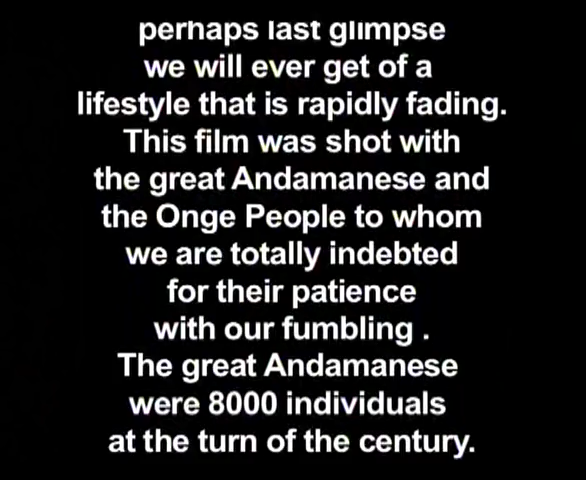 perhaps last glimpse
we will ever get of a
lifestyle that is rapidly fading.
This film was shot with
the great Andamanese and
the Onge People to whom
we are totally indebted
for their patience
with our fumbling .
The great Andamanese
were 8000 individuals
at the turn of the century.